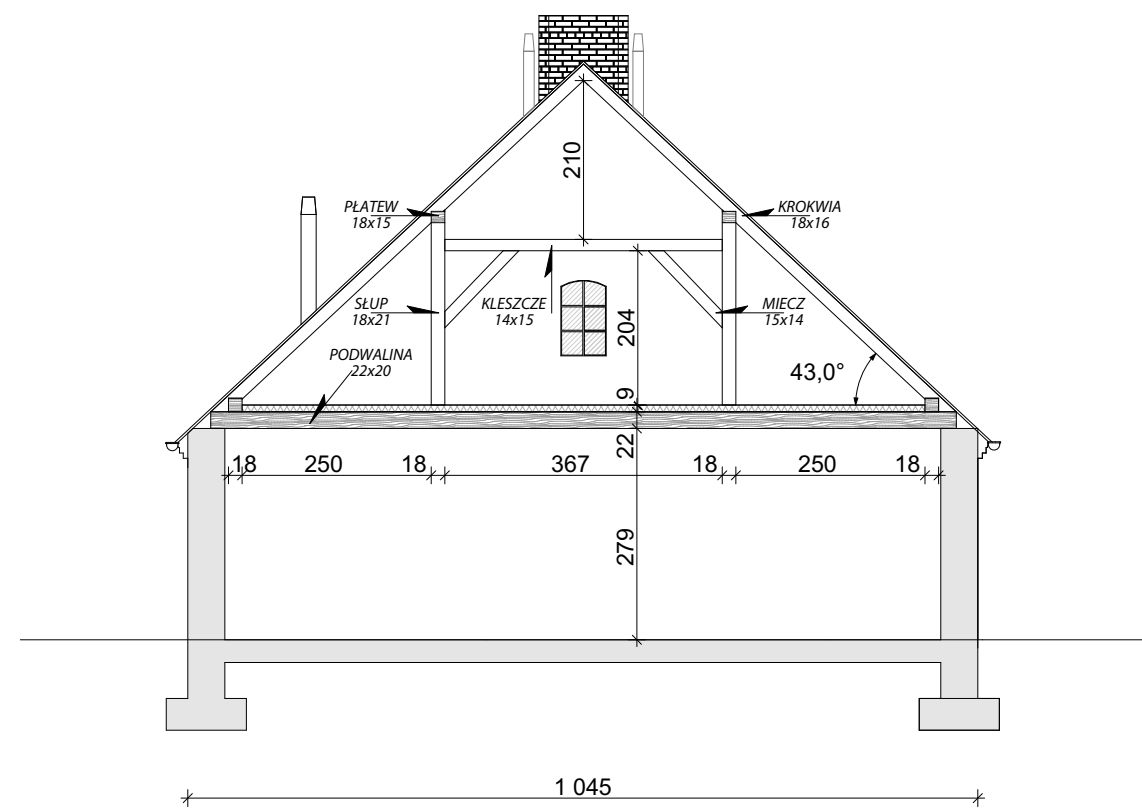 210
PŁATEW
18x15
KROKWIA
18x16
SŁUP
18x21
KLESZCZE
14x15
204
MIECZ
15x14
PODWALINA
22x20
43,0°
9
22
18 250 18 367 18 250 18
279
1 045